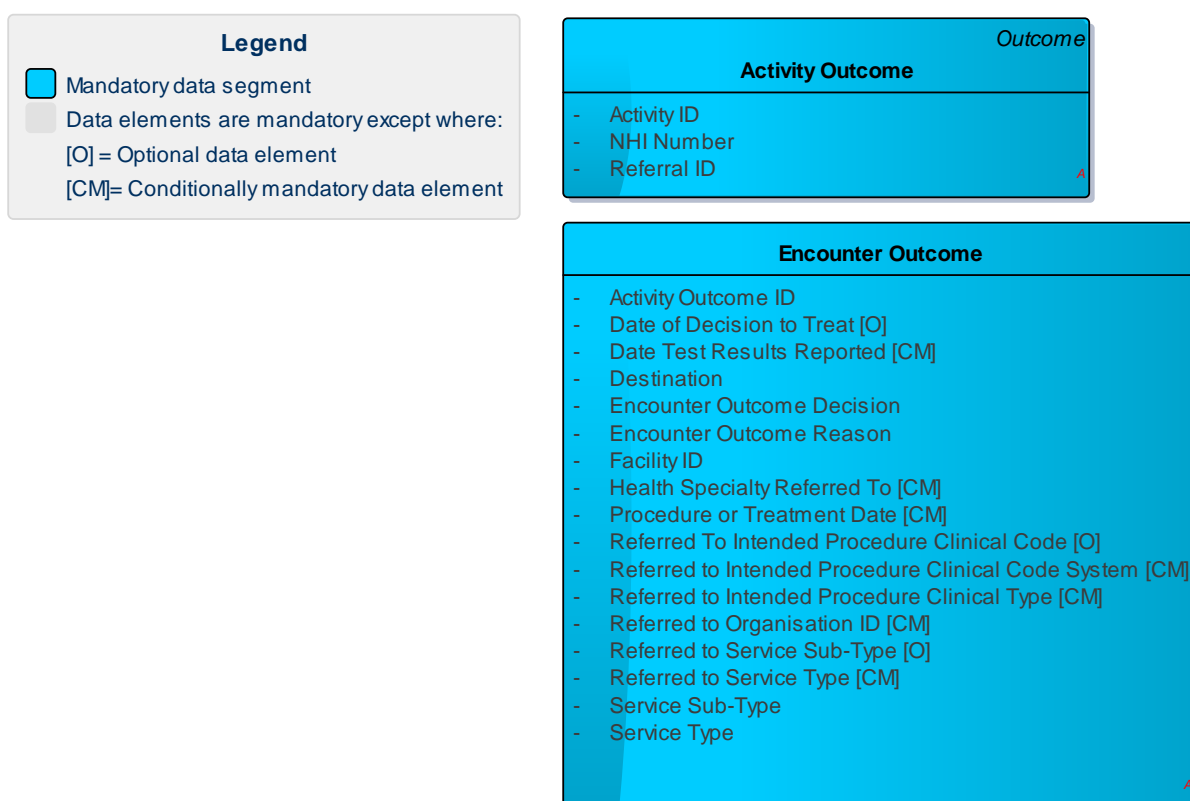 Legend
Mandatory data segment
Data elements are mandatory except where:
[O] = Optional data element
[CM]= Conditionally mandatory data element
Outcome
Activity Outcome
- Activity ID
- NHI Number
- Referral ID
A
Encounter Outcome
- Activity Outcome ID
- Date of Decision to Treat [O]
- Date Test Results Reported [CM]
- Destination
- Encounter Outcome Decision
- Encounter Outcome Reason
- Facility ID
- Health Specialty Referred To [CM]
- Procedure or Treatment Date [CM]
- Referred To Intended Procedure Clinical Code [O]
- Referred to Intended Procedure Clinical Code System [CM]
- Referred to Intended Procedure Clinical Type [CM]
- Referred to Organisation ID [CM]
- Referred to Service Sub-Type [O]
- Referred to Service Type [CM]
- Service Sub-Type
- Service Type
A